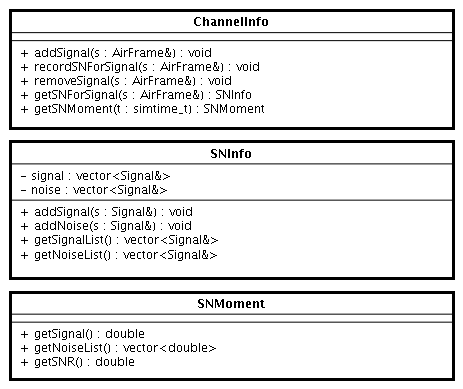 ChannelInfo
+ addSignal(s : AirFrame&) : void
+ recordSNForSignal(s : AirFrame&) : void
+ removeSignal(s : AirFrame&) : void
+ getSNForSignal(s : AirFrame&) : SNInfo
+ getSNMoment(t : simtime_t) : SNMoment
SNInfo
- signal : vector<Signal&>
- noise : vector<Signal&>
+ addSignal(s : Signal&) : void
+ addNoise(s : Signal&) : void
+ getSignalList() : vector<Signal&>
+ getNoiseList() : vector<Signal&>
SNMoment
+ getSignal() : double
+ getNoiseList() : vector<double>
+ getSNR() : double